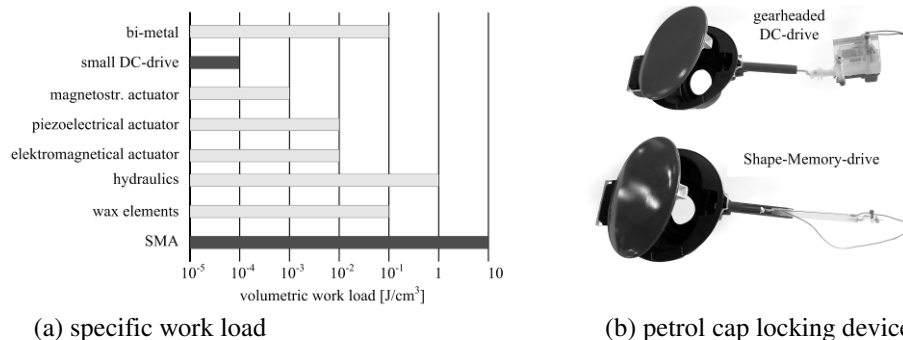 bi-metal
small DC-drive
magnetostr. actuator
piezoelectrical actuator
elektromagnetical actuator
hydraulics
wax elements
SMA
10⁻⁵ 10⁻⁴ 10⁻³ 10⁻² 10⁻¹ 1 10
volumetric work load [J/cm³]
(a) specific work load
gearheaded
DC-drive
Shape-Memory-drive
(b) petrol cap locking device